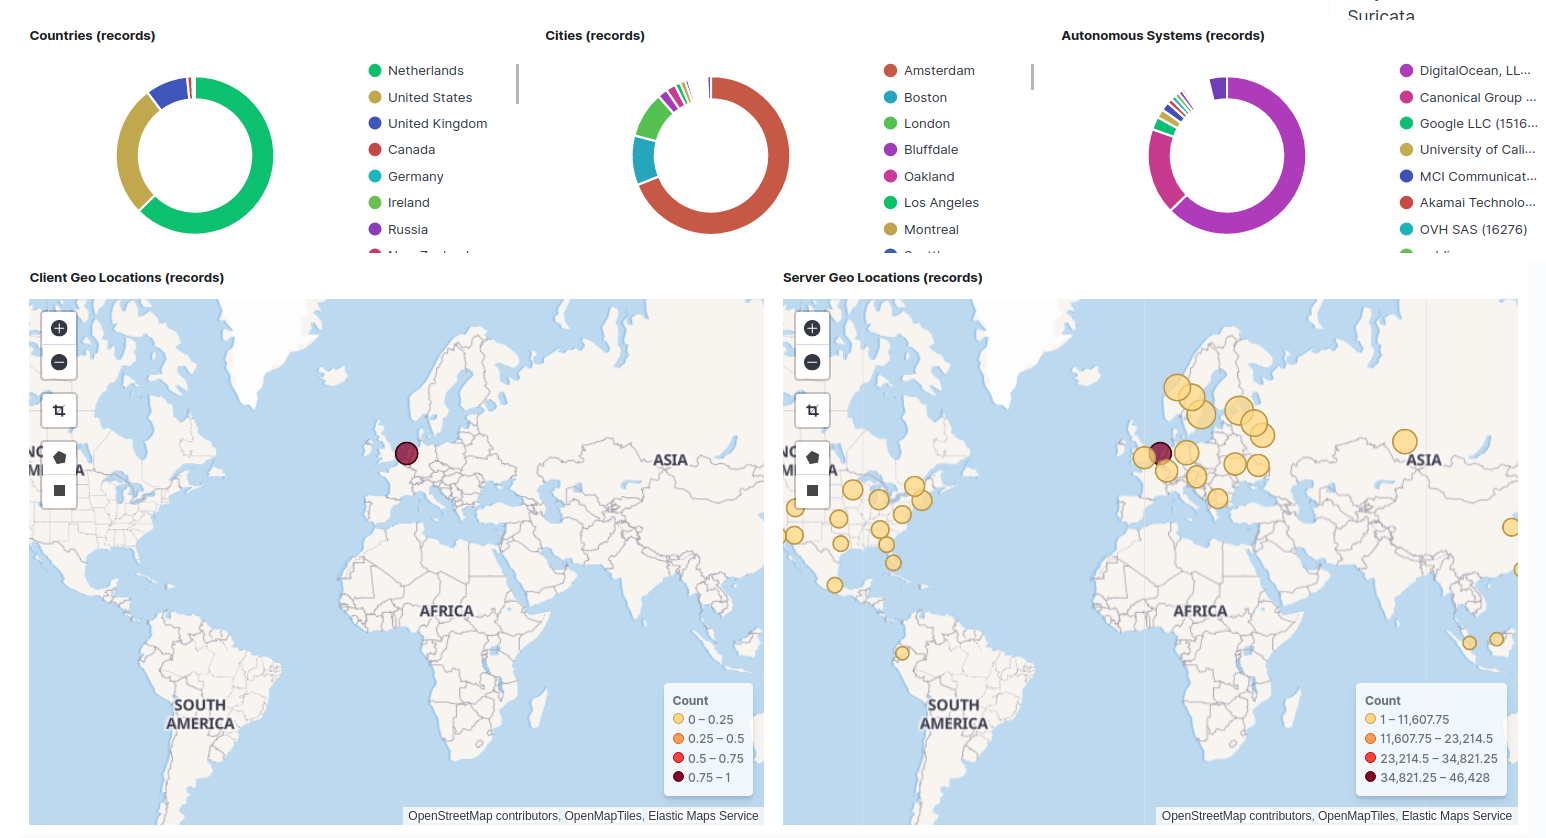 Suricata
Countries (records)
Netherlands
United States
United Kingdom
Canada
Germany
Ireland
Russia
Cities (records)
Amsterdam
Boston
London
Bluffdale
Oakland
Los Angeles
Montreal
Autonomous Systems (records)
DigitalOcean, LL...
Canonical Group ...
Google LLC (1516...
University of Cali...
MCI Communicat...
Akamai Technolo...
OVH SAS (16276)
Client Geo Locations (records)
ASIA
AFRICA
SOUTH
AMERICA
Count
0 – 0.25
0.25 – 0.5
0.5 – 0.75
0.75 – 1
OpenStreetMap contributors, OpenMapTiles, Elastic Maps Service
Server Geo Locations (records)
ASIA
AFRICA
SOUTH
AMERICA
Count
1 – 11,607.75
11,607.75 – 23,214.5
23,214.5 – 34,821.25
34,821.25 – 46,428
OpenStreetMap contributors, OpenMapTiles, Elastic Maps Service